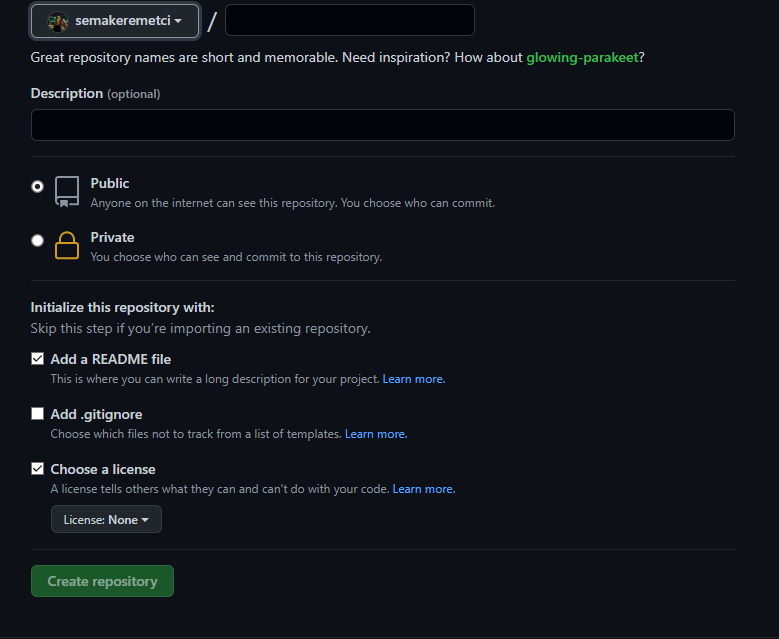 semakeremetci /
Great repository names are short and memorable. Need inspiration? How about glowing-parakeet?
Description (optional)
Public
Anyone on the internet can see this repository. You choose who can commit.
Private
You choose who can see and commit to this repository.
Initialize this repository with:
Skip this step if you’re importing an existing repository.
Add a README file
This is where you can write a long description for your project. Learn more.
Add .gitignore
Choose which files not to track from a list of templates. Learn more.
Choose a license
A license tells others what they can and can't do with your code. Learn more.
License: None
Create repository